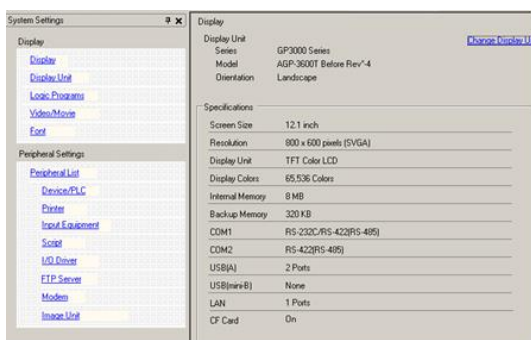 System Settings
Display
Display
Display Unit
Logic Programs
Video/Movie
Font
Peripheral Settings
Peripheral List
Device/PLC
Printer
Input Equipment
Script
I/O Driver
FTP Server
Modem
Image Unit
Display
Display Unit
Change Display U
Series GP3000 Series
Model AGP-3600T Before Rev*-4
Orientation Landscape
Specifications
Screen Size 12.1 inch
Resolution 800 x 600 pixels (SVGA)
Display Unit TFT Color LCD
Display Colors 65,536 Colors
Internal Memory 8 MB
Backup Memory 320 KB
COM1 RS-232C/RS-422(RS-485)
COM2 RS-422(RS-485)
USB(A) 2 Ports
USB(mini-B) None
LAN 1 Ports
CF Card On